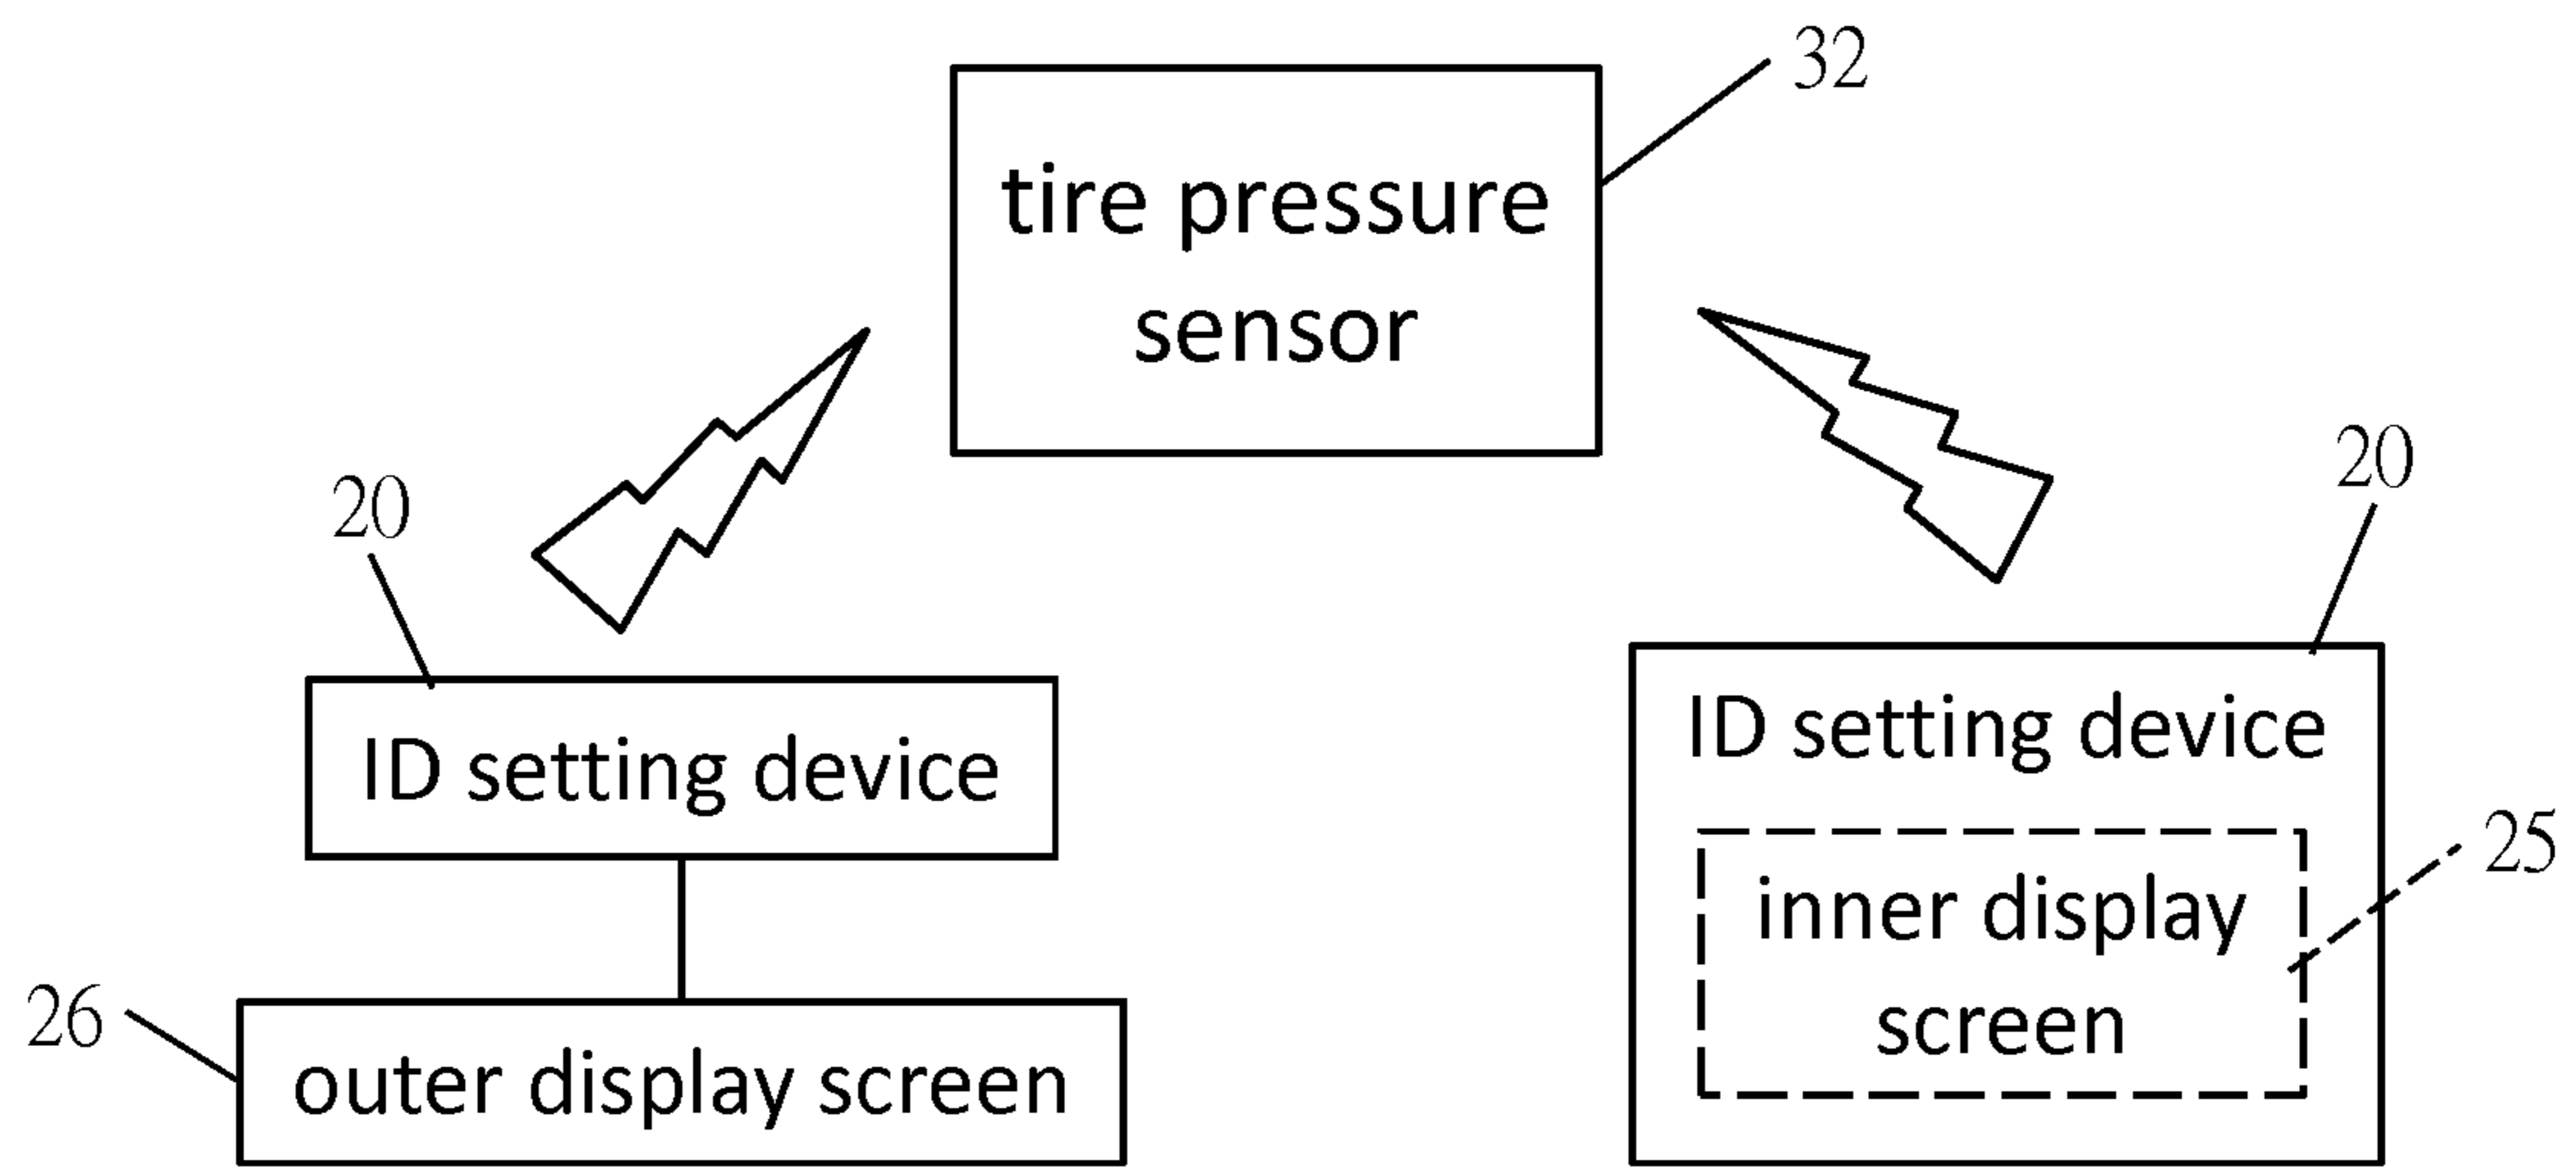 32
tire pressure
sensor
20
20
ID setting device
ID setting device
25
inner display
screen
26
outer display screen